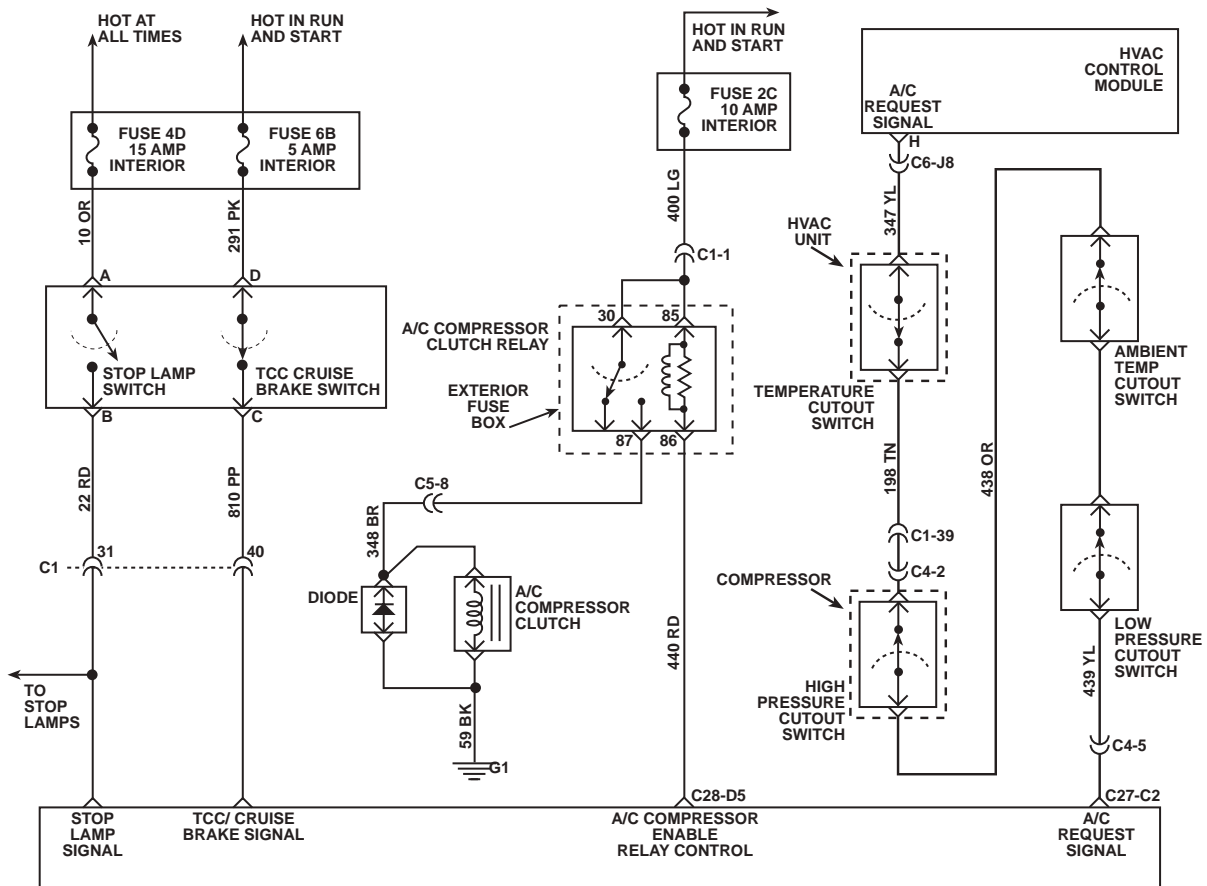 HOT AT
ALL TIMES
HOT IN RUN
AND START
HOT IN RUN
AND START
FUSE 4D
15 AMP
INTERIOR
FUSE 6B
5 AMP
INTERIOR
FUSE 2C
10 AMP
INTERIOR
HVAC
CONTROL
MODULE
A/C
REQUEST
SIGNAL
H
C6-J8
10 OR
291 PK
400 LG
347 YL
HVAC
UNIT
C1-1
A
D
30
85
STOP LAMP
SWITCH
TCC CRUISE
BRAKE SWITCH
A/C COMPRESSOR
CLUTCH RELAY
EXTERIOR
FUSE
BOX
TEMPERATURE
CUTOUT
SWITCH
AMBIENT
TEMP
CUTOUT
SWITCH
B
C
87
86
22 RD
810 PP
C5-8
198 TN
438 OR
348 BR
C1
31
40
C1-39
C4-2
DIODE
A/C
COMPRESSOR
CLUTCH
COMPRESSOR
440 RD
LOW
PRESSURE
CUTOUT
SWITCH
439 YL
TO
STOP
LAMPS
59 BK
G1
HIGH
PRESSURE
CUTOUT
SWITCH
C4-5
C28-D5
C27-C2
STOP
LAMP
SIGNAL
TCC/ CRUISE
BRAKE SIGNAL
A/C COMPRESSOR
ENABLE
RELAY CONTROL
A/C
REQUEST
SIGNAL